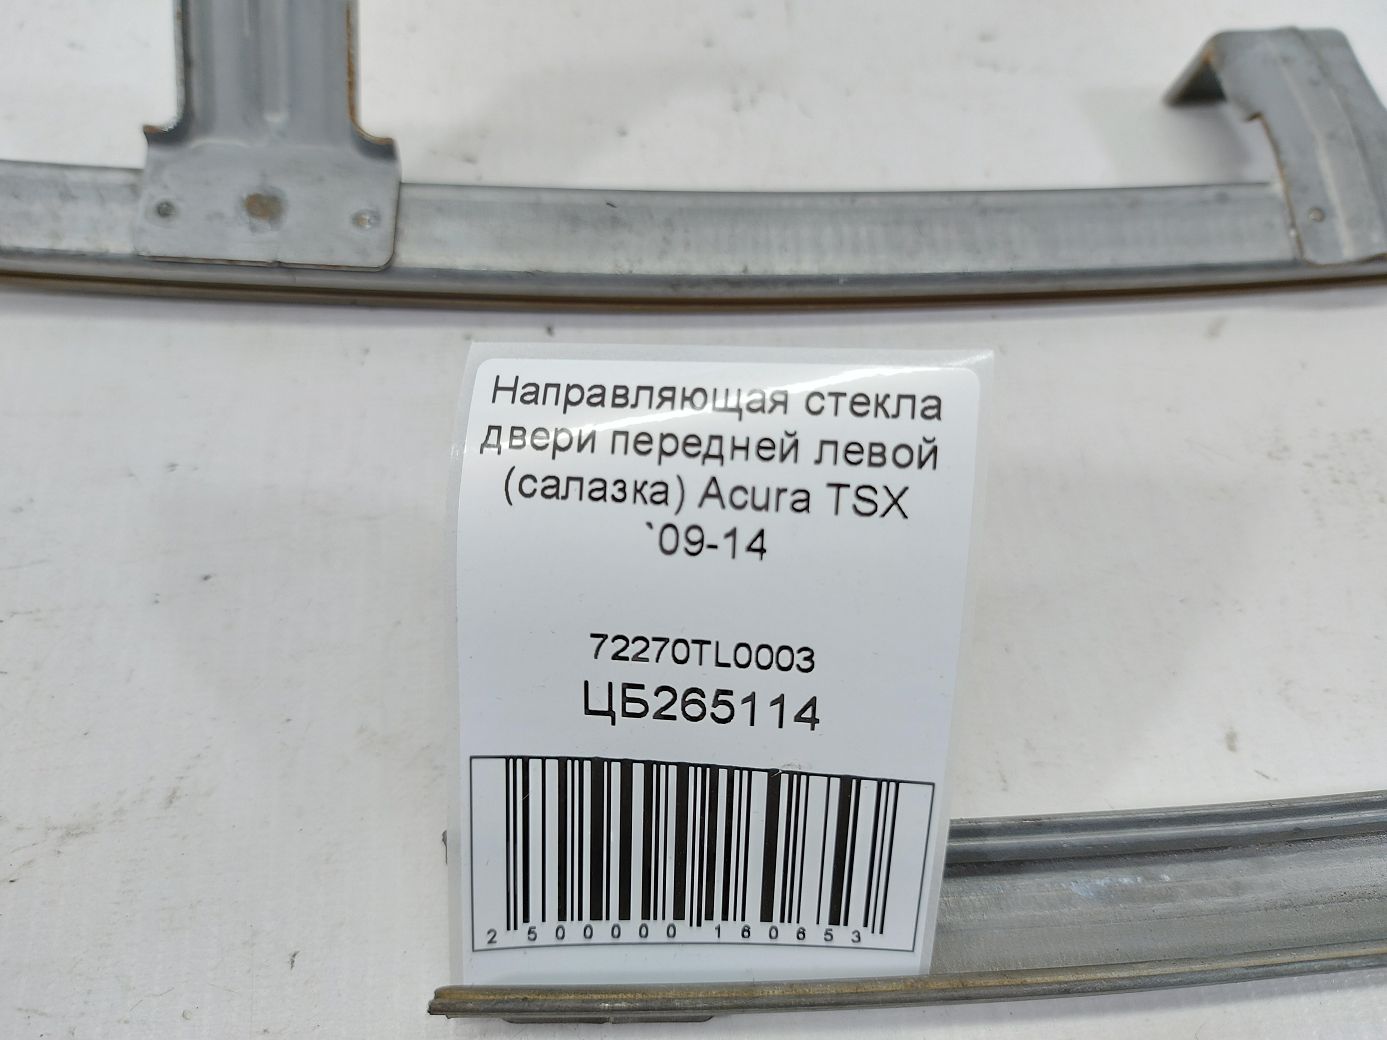 Направляющая стекла
двери передней левой
(салазка) Acura TSX
`09-14
72270TL0003
ЦБ265114
2 500000 160653